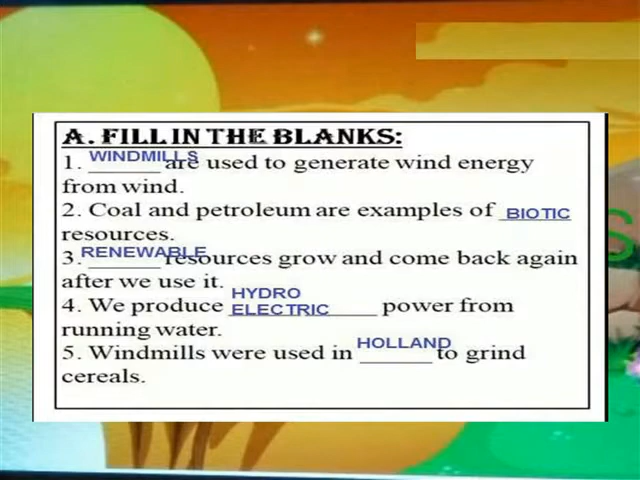 A. FILL IN THE BLANKS:
1. WINDMILLS are used to generate wind energy
from wind.
2. Coal and petroleum are examples of BIOTIC
resources.
3. RENEWABLE resources grow and come back again
after we use it.
4. We produce HYDRO ELECTRIC power from
running water.
5. Windmills were used in HOLLAND to grind
cereals.
S